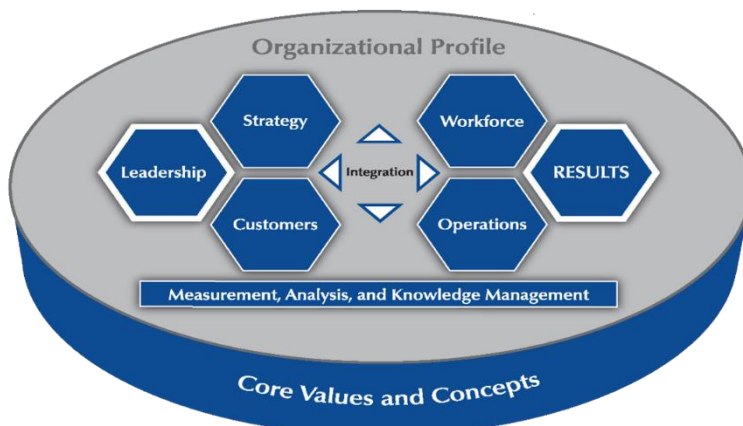 Organizational Profile
Strategy
Workforce
Leadership
Integration
RESULTS
Customers
Operations
Measurement, Analysis, and Knowledge Management
Core Values and Concepts